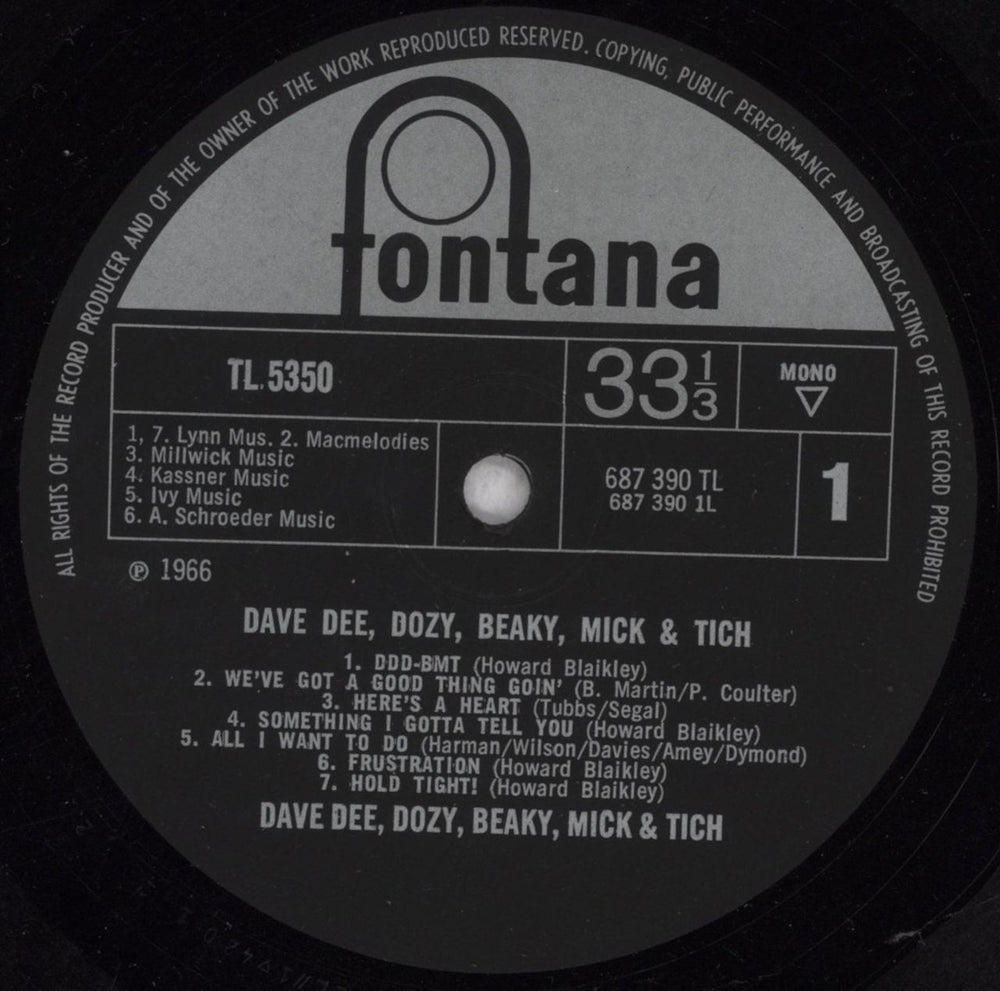 ALL RIGHTS OF THE RECORD PRODUCER AND OF THE OWNER OF THE WORK REPRODUCED RESERVED. COPYING, PUBLIC PERFORMANCE AND BROADCASTING OF THIS RECORD PROHIBITED
fontana
TL.5350
33 1/3
MONO
1, 7. Lynn Mus. 2. Macmelodies
3. Millwick Music
4. Kassner Music
5. Ivy Music
6. A. Schroeder Music
687 390 TL
687 390 1L
1
℗ 1966
DAVE DEE, DOZY, BEAKY, MICK & TICH
1. DDD-BMT (Howard Blaikley)
2. WE'VE GOT A GOOD THING GOIN' (B. Martin/P. Coulter)
3. HERE'S A HEART (Tubbs/Segal)
4. SOMETHING I GOTTA TELL YOU (Howard Blaikley)
5. ALL I WANT TO DO (Harman/Wilson/Davies/Amey/Dymond)
6. FRUSTRATION (Howard Blaikley)
7. HOLD TIGHT! (Howard Blaikley)
DAVE DEE, DOZY, BEAKY, MICK & TICH